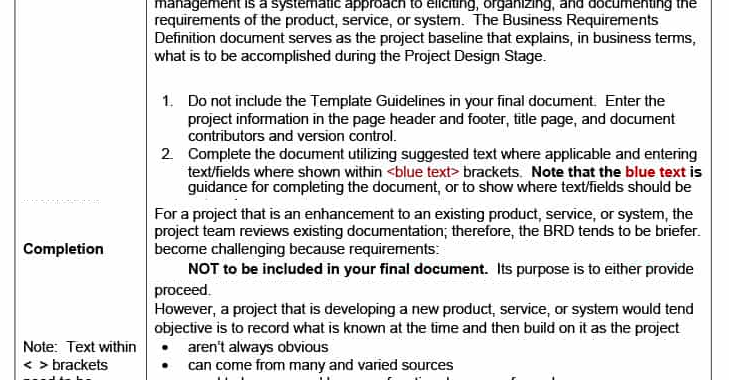 management is a systematic approach to eliciting, organizing, and documenting the
requirements of the product, service, or system. The Business Requirements
Definition document serves as the project baseline that explains, in business terms,
what is to be accomplished during the Project Design Stage.
1. Do not include the Template Guidelines in your final document. Enter the
project information in the page header and footer, title page, and document
contributors and version control.
2. Complete the document utilizing suggested text where applicable and entering
text/fields where shown within <blue text> brackets. Note that the blue text is
guidance for completing the document, or to show where text/fields should be
For a project that is an enhancement to an existing product, service, or system, the
project team reviews existing documentation; therefore, the BRD tends to be briefer.
Completion
become challenging because requirements:
NOT to be included in your final document. Its purpose is to either provide
proceed.
However, a project that is developing a new product, service, or system would tend
objective is to record what is known at the time and then build on it as the project
Note: Text within
• aren't always obvious
< > brackets
• can come from many and varied sources